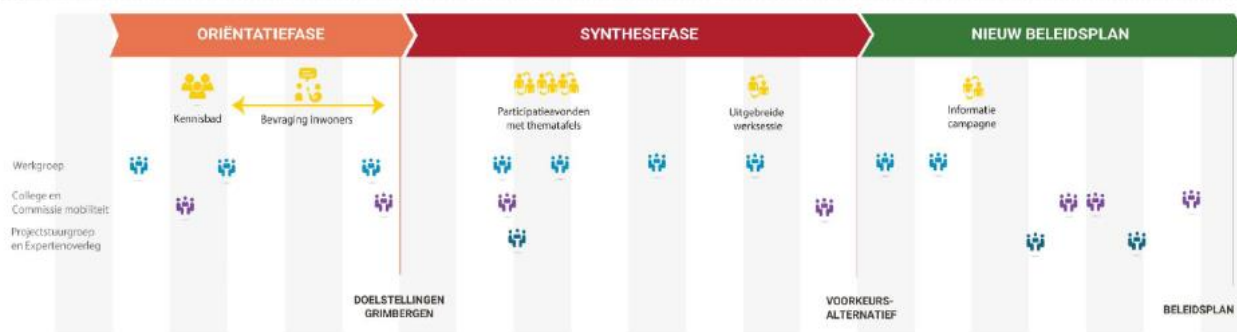 ORIËNTATIEFASE
SYNTHESEFASE
NIEUW BELEIDSPLAN
Kennisbad
Bevraging inwoners
Participatieavonden
met thematafels
Uitgebreide
werksessie
Informatie
campagne
Werkgroep
College en
Commissie mobiliteit
Projectstuurgroep
en Expertenoverleg
DOELSTELLINGEN
GRIMBERGEN
VOORKEURS-
ALTERNATIEF
BELEIDSPLAN